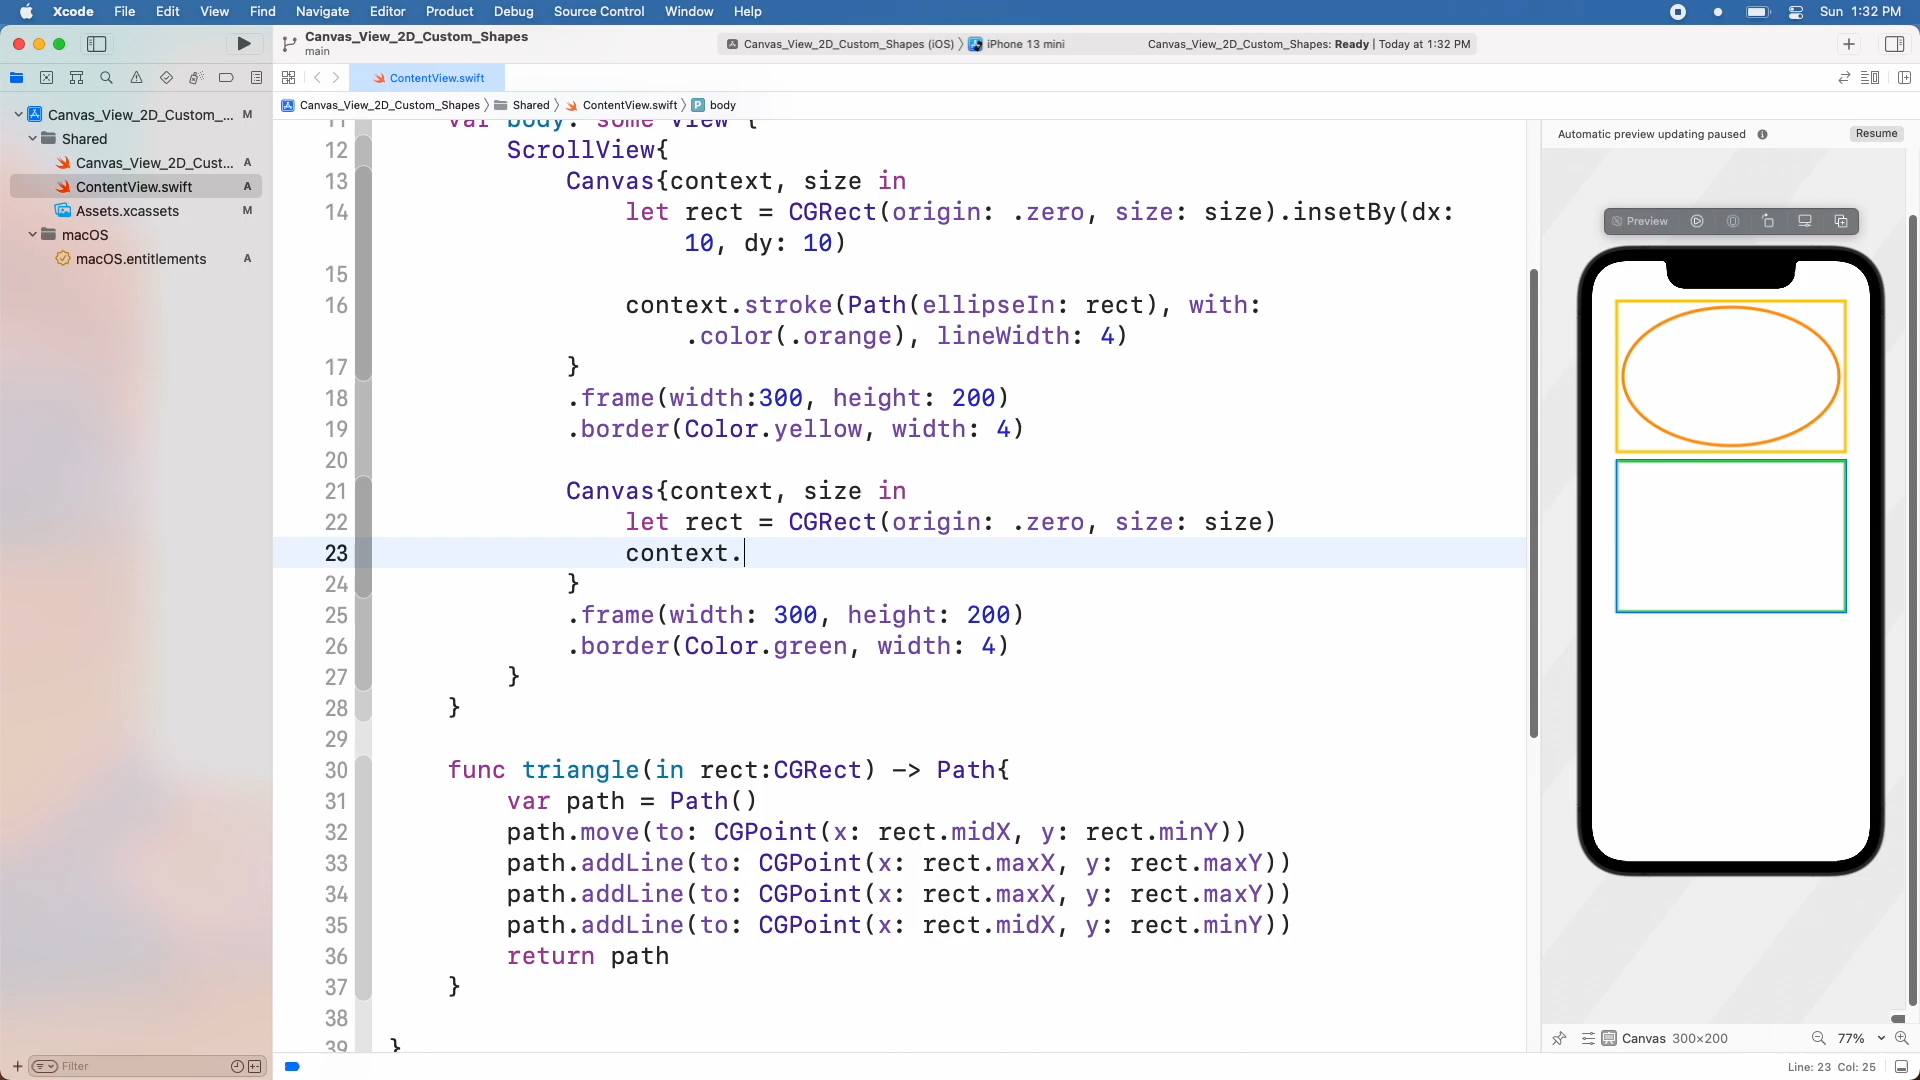 Xcode File Edit View Find Navigate Editor Product Debug Source Control Window Help Sun 1:32 PM
Canvas_View_2D_Custom_Shapes
main
Canvas_View_2D_Custom_Shapes (iOS) iPhone 13 mini Canvas_View_2D_Custom_Shapes: Ready | Today at 1:32 PM
ContentView.swift
Canvas_View_2D_Custom_Shapes Shared ContentView.swift P body
Canvas_View_2D_Custom_... M
Shared
Canvas_View_2D_Cust... A
ContentView.swift A
Assets.xcassets M
macOS
macOS.entitlements A
Filter
11 var body: some View {
12 ScrollView{
13 Canvas{context, size in
14 let rect = CGRect(origin: .zero, size: size).insetBy(dx:
10, dy: 10)
15
16 context.stroke(Path(ellipseIn: rect), with:
.color(.orange), lineWidth: 4)
17 }
18 .frame(width:300, height: 200)
19 .border(Color.yellow, width: 4)
20
21 Canvas{context, size in
22 let rect = CGRect(origin: .zero, size: size)
23 context.
24 }
25 .frame(width: 300, height: 200)
26 .border(Color.green, width: 4)
27 }
28 }
29
30 func triangle(in rect:CGRect) -> Path{
31 var path = Path()
32 path.move(to: CGPoint(x: rect.midX, y: rect.minY))
33 path.addLine(to: CGPoint(x: rect.maxX, y: rect.maxY))
34 path.addLine(to: CGPoint(x: rect.maxX, y: rect.maxY))
35 path.addLine(to: CGPoint(x: rect.midX, y: rect.minY))
36 return path
37 }
38
39 }
Automatic preview updating paused Resume
Preview
Canvas 300×200 77%
Line: 23 Col: 25